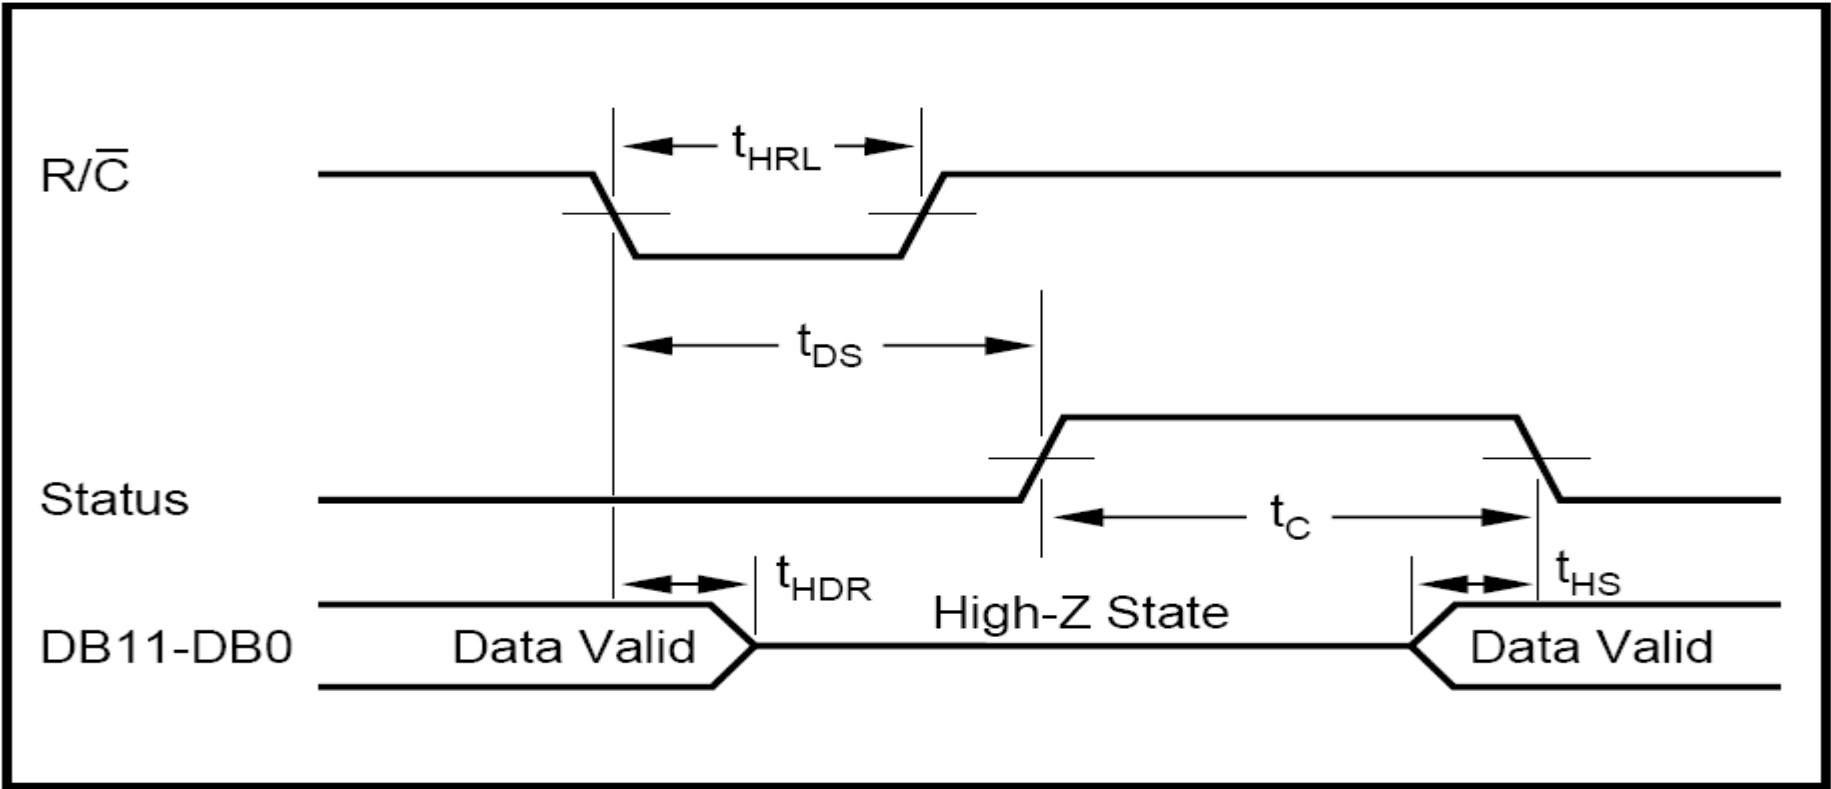 R/C̅
tHRL
tDS
Status
tC
tHDR
tHS
High-Z State
DB11-DB0
Data Valid
Data Valid